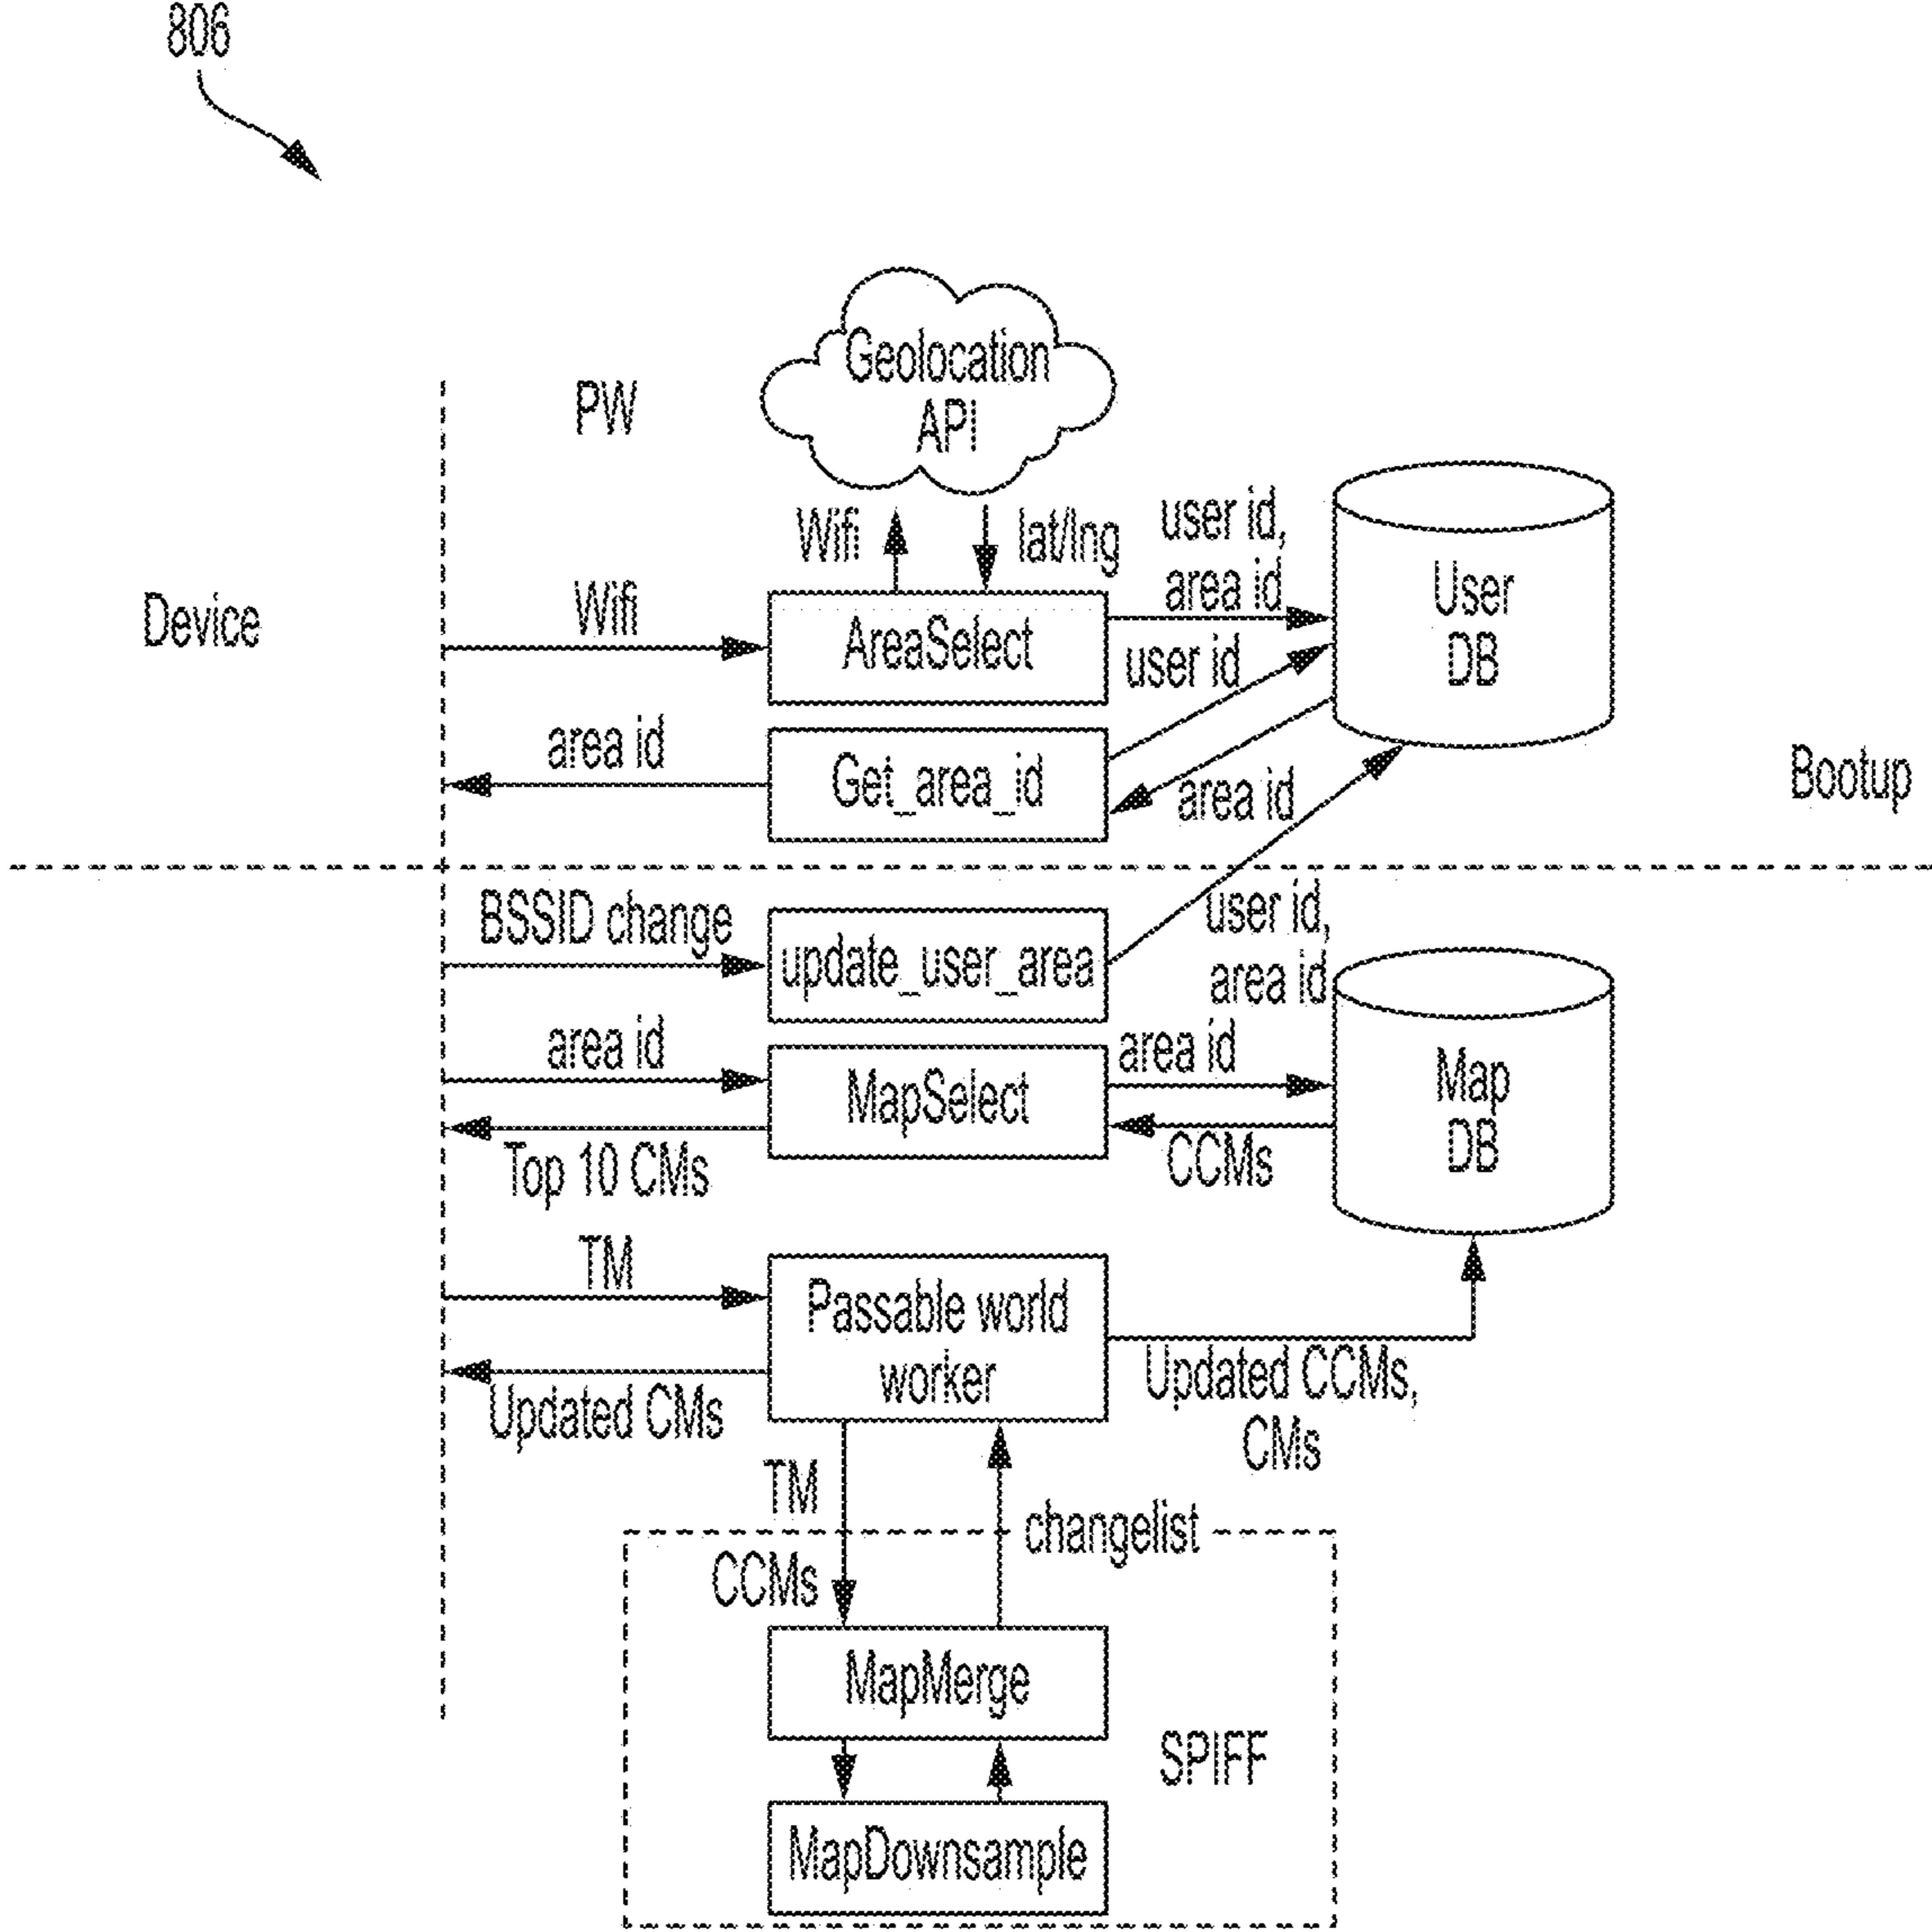 806
Geolocation
API
PW
Wifi
lat/lng
user id,
area id
User
DB
Device
Wifi
AreaSelect
user id
area id
Get_area_id
area id
Bootup
BSSID change
update_user_area
user id,
area id
area id
MapSelect
area id
Map
DB
Top 10 CMs
CCMs
TM
Passable world
worker
Updated CMs
Updated CCMs,
CMs
TM
changelist
CCMs
MapMerge
SPIFF
MapDownsample